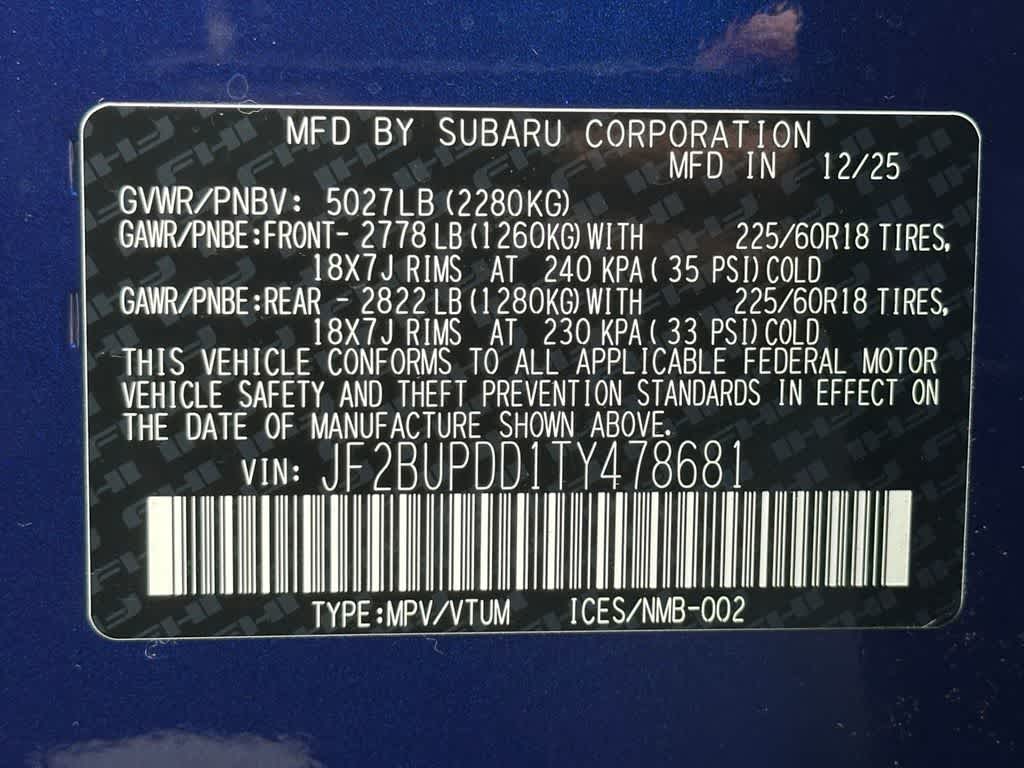 MFD BY SUBARU CORPORATION
MFD IN 12/25
GVWR/PNBV: 5027LB (2280KG)
GAWR/PNBE:FRONT- 2778 LB (1260KG) WITH 225/60R18 TIRES,
18X7J RIMS AT 240 KPA ( 35 PSI) COLD
GAWR/PNBE:REAR - 2822 LB (1280KG) WITH 225/60R18 TIRES,
18X7J RIMS AT 230 KPA ( 33 PSI) COLD
THIS VEHICLE CONFORMS TO ALL APPLICABLE FEDERAL MOTOR
VEHICLE SAFETY AND THEFT PREVENTION STANDARDS IN EFFECT ON
THE DATE OF MANUFACTURE SHOWN ABOVE.
VIN: JF2BUPDD1TY478681
TYPE:MPV/VTUM ICES/NMB-002